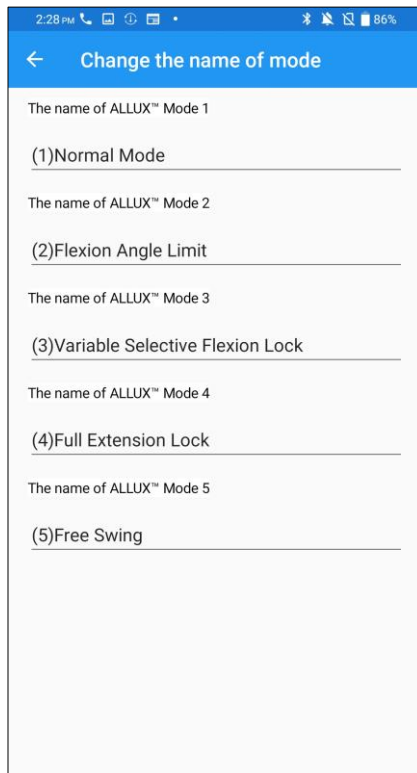 2:28 PM 86%
Change the name of mode
The name of ALLUX™ Mode 1
(1)Normal Mode
The name of ALLUX™ Mode 2
(2)Flexion Angle Limit
The name of ALLUX™ Mode 3
(3)Variable Selective Flexion Lock
The name of ALLUX™ Mode 4
(4)Full Extension Lock
The name of ALLUX™ Mode 5
(5)Free Swing